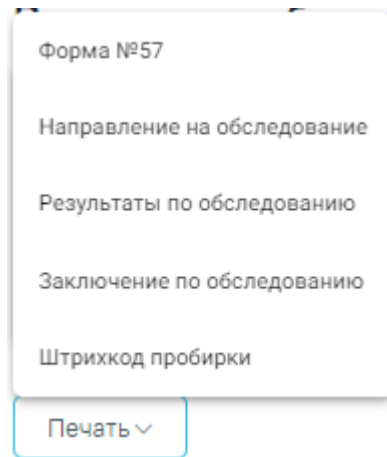 Форма №57
Направление на обследование
Результаты по обследованию
Заключение по обследованию
Штрихкод пробирки
Печать